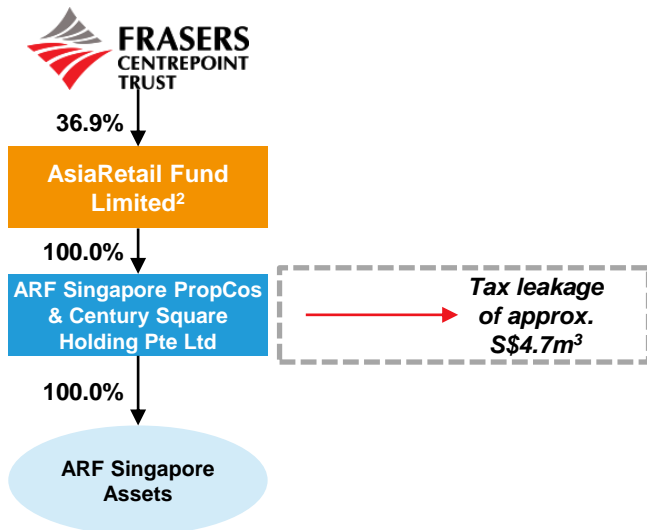 FRASERS
CENTREPOINT
TRUST
36.9%
AsiaRetail Fund
Limited²
100.0%
ARF Singapore PropCos
& Century Square
Holding Pte Ltd
Tax leakage
of approx.
S$4.7m³
100.0%
ARF Singapore
Assets